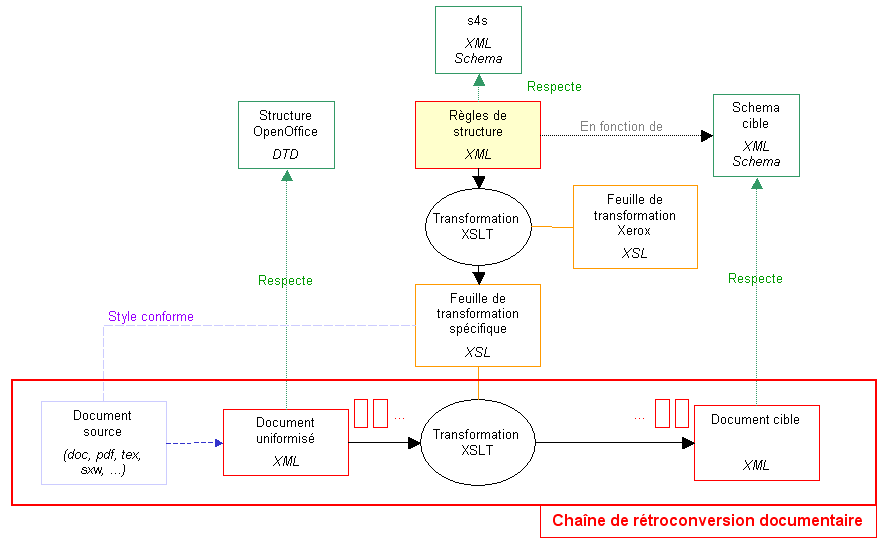 s4s
XML
Schema
Respecte
Structure
OpenOffice
DTD
Règles de
structure
XML
En fonction de
Schema
cible
XML
Schema
Transformation
XSLT
Feuille de
transformation
Xerox
XSL
Respecte
Respecte
Feuille de
transformation
spécifique
XSL
Style conforme
Document
source
(doc, pdf, tex,
sxw, ...)
Document
uniformisé
XML
...
Transformation
XSLT
...
Document cible
XML
Chaîne de rétroconversion documentaire